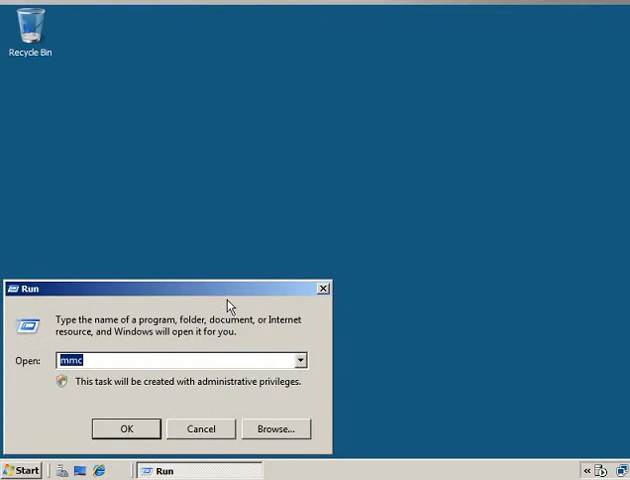 Recycle Bin
Run
Type the name of a program, folder, document, or Internet
resource, and Windows will open it for you.
Open: mmc
This task will be created with administrative privileges.
OK Cancel Browse...
Start Run